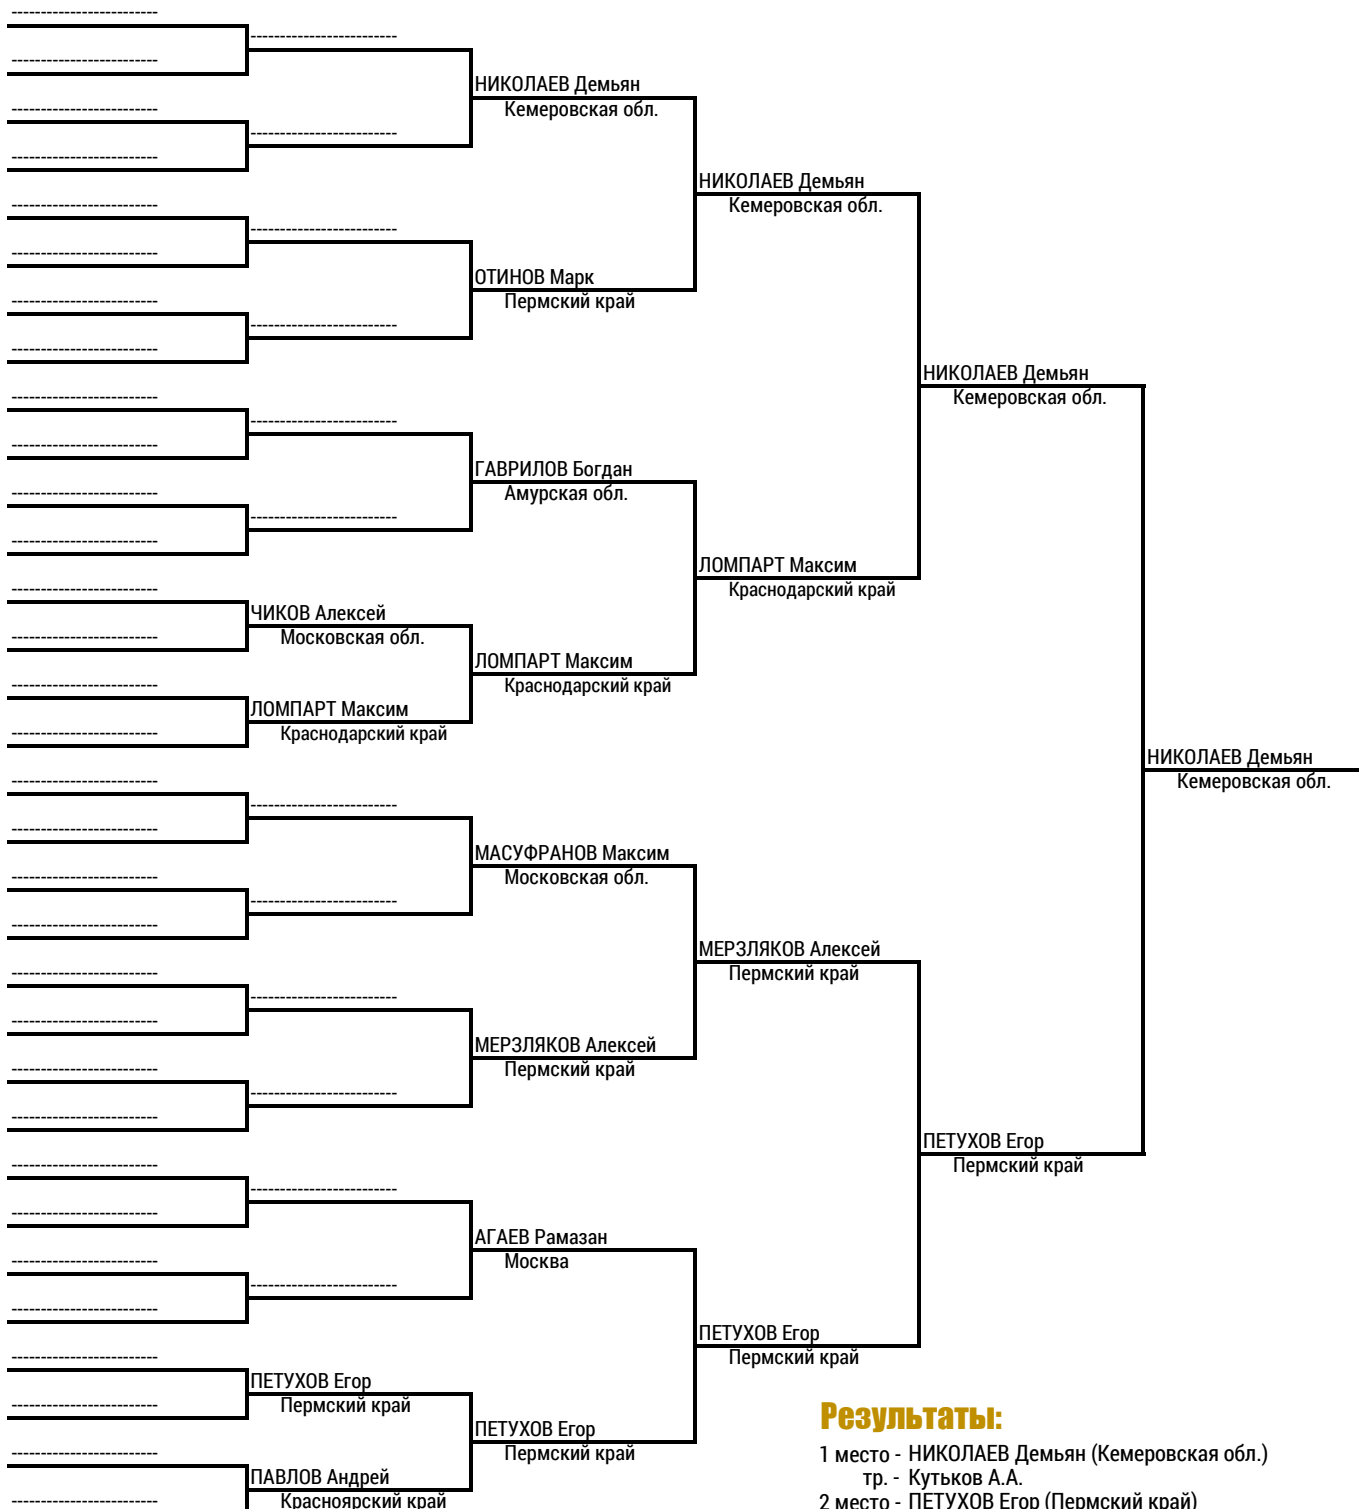 НИКОЛАЕВ Демьян
Кемеровская обл.
НИКОЛАЕВ Демьян
Кемеровская обл.
ОТИНОВ Марк
Пермский край
НИКОЛАЕВ Демьян
Кемеровская обл.
ГАВРИЛОВ Богдан
Амурская обл.
ЛОМПАРТ Максим
Краснодарский край
ЧИКОВ Алексей
Московская обл.
ЛОМПАРТ Максим
Краснодарский край
ЛОМПАРТ Максим
Краснодарский край
НИКОЛАЕВ Демьян
Кемеровская обл.
МАСУФРАНОВ Максим
Московская обл.
МЕРЗЛЯКОВ Алексей
Пермский край
МЕРЗЛЯКОВ Алексей
Пермский край
ПЕТУХОВ Егор
Пермский край
АГАЕВ Рамазан
Москва
ПЕТУХОВ Егор
Пермский край
ПЕТУХОВ Егор
Пермский край
ПЕТУХОВ Егор
Пермский край
ПАВЛОВ Андрей
Красноярский край
Результаты:
1 место - НИКОЛАЕВ Демьян (Кемеровская обл.)
тр. - Кутьков А.А.
2 место - ПЕТУХОВ Егор (Пермский край)